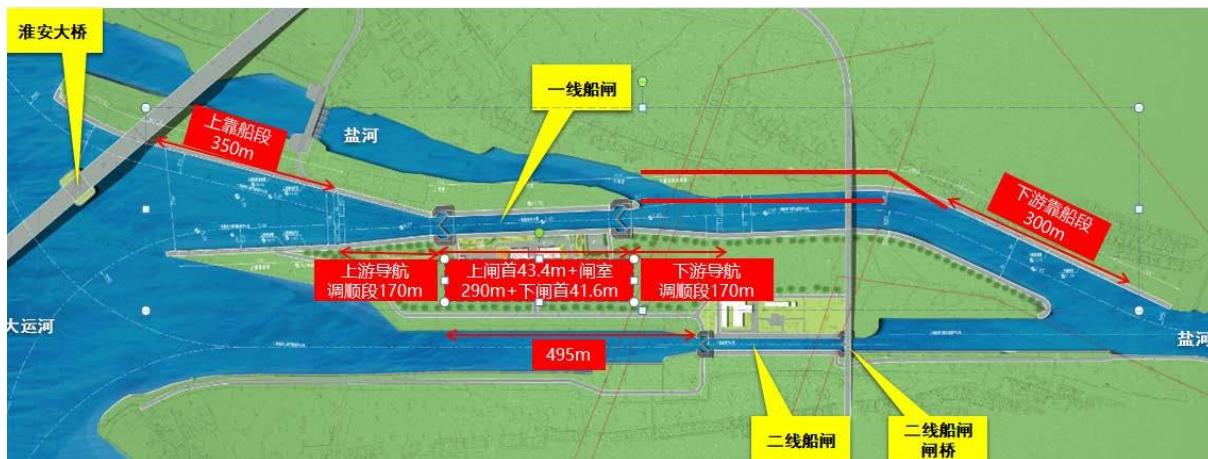 淮安大桥
一线船闸
上靠船段
350m
盐河
下游靠船段
300m
上游导航
调顺段170m
上闸首43.4m+闸室
290m+下闸首41.6m
下游导航
调顺段170m
大运河
495m
盐河
二线船闸
二线船闸
闸桥